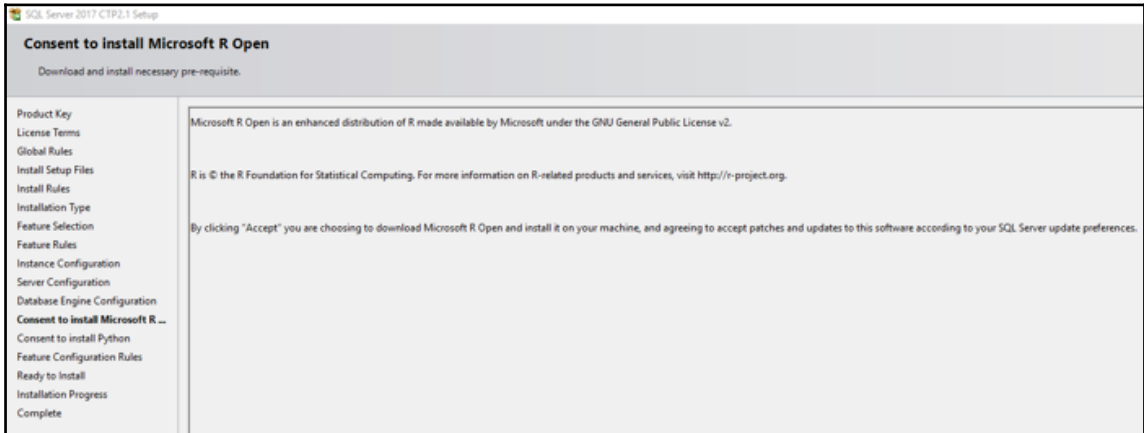 SQL Server 2017 CTP2.1 Setup
Consent to install Microsoft R Open
Download and install necessary pre-requisite.
Product Key
License Terms
Global Rules
Install Setup Files
Install Rules
Installation Type
Feature Selection
Feature Rules
Instance Configuration
Server Configuration
Database Engine Configuration
Consent to install Microsoft R ...
Consent to install Python
Feature Configuration Rules
Ready to Install
Installation Progress
Complete
Microsoft R Open is an enhanced distribution of R made available by Microsoft under the GNU General Public License v2.
R is © the R Foundation for Statistical Computing. For more information on R-related products and services, visit http://r-project.org.
By clicking "Accept" you are choosing to download Microsoft R Open and install it on your machine, and agreeing to accept patches and updates to this software according to your SQL Server update preferences.